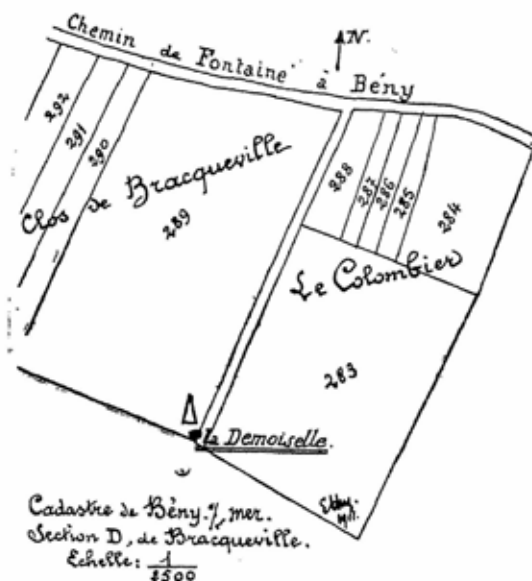 Chemin de Fontaine à Bény
N.
292
291
290
Clos de Bracqueville
289
288
287
286
285
284
Le Colombier
283
la Demoiselle.
Cadastre de Bény s/ mer.
Section D, de Bracqueville.
Echelle: 1/2500